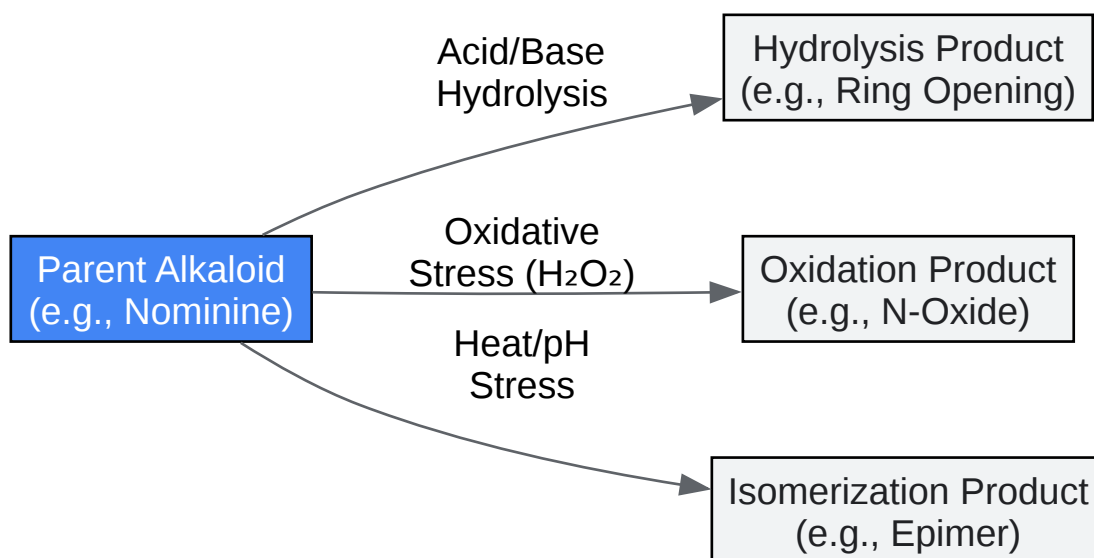 Acid/Base
Hydrolysis
Hydrolysis Product
(e.g., Ring Opening)
Parent Alkaloid
(e.g., Nominine)
Oxidative
Stress (H₂O₂)
Oxidation Product
(e.g., N-Oxide)
Heat/pH
Stress
Isomerization Product
(e.g., Epimer)